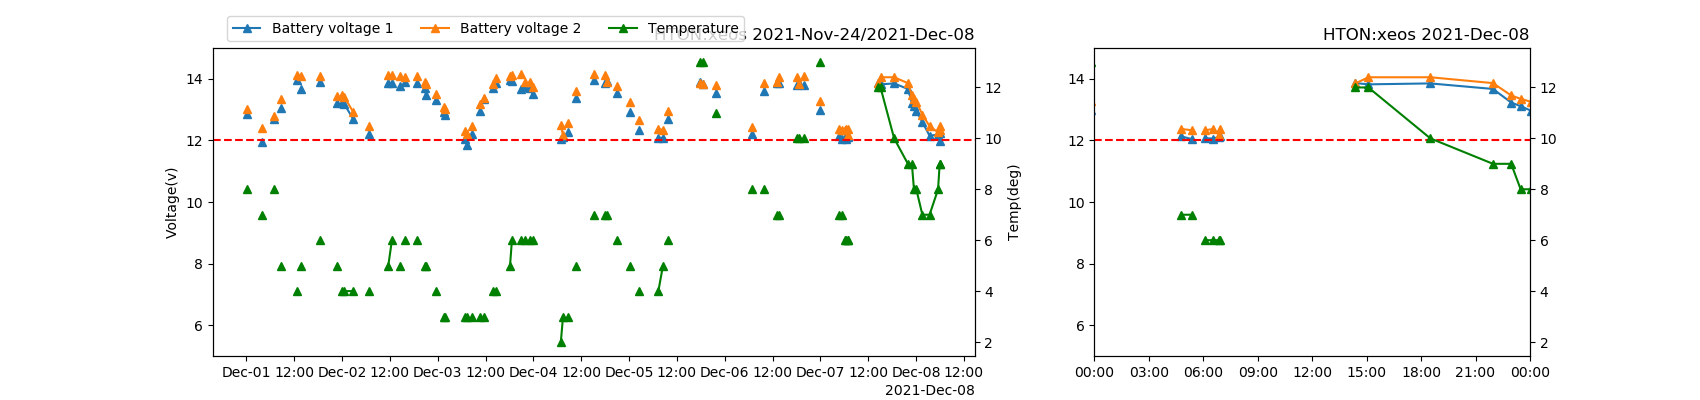 Battery voltage 1 Battery voltage 2 Temperature
HTON:xeos 2021-Nov-24/2021-Dec-08
HTON:xeos 2021-Dec-08
14
12
10
8
6
Voltage(v)
12
10
8
6
4
2
Temp(deg)
Dec-01 12:00 Dec-02 12:00 Dec-03 12:00 Dec-04 12:00 Dec-05 12:00 Dec-06 12:00 Dec-07 12:00 Dec-08 12:00
2021-Dec-08
14
12
10
8
6
12
10
8
6
4
2
00:00 03:00 06:00 09:00 12:00 15:00 18:00 21:00 00:00